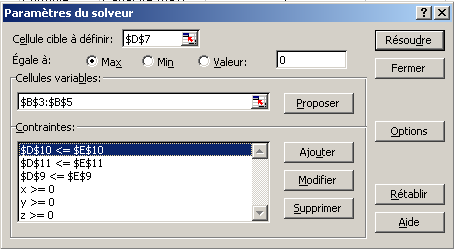 Paramètres du solveur
Cellule cible à définir: $D$7
Résoudre
Égale à: Max Min Valeur: 0
Fermer
Cellules variables:
$B$3:$B$5
Proposer
Contraintes:
Options
$D$10 <= $E$10
$D$11 <= $E$11
$D$9 <= $E$9
x >= 0
y >= 0
z >= 0
Ajouter
Modifier
Supprimer
Rétablir
Aide